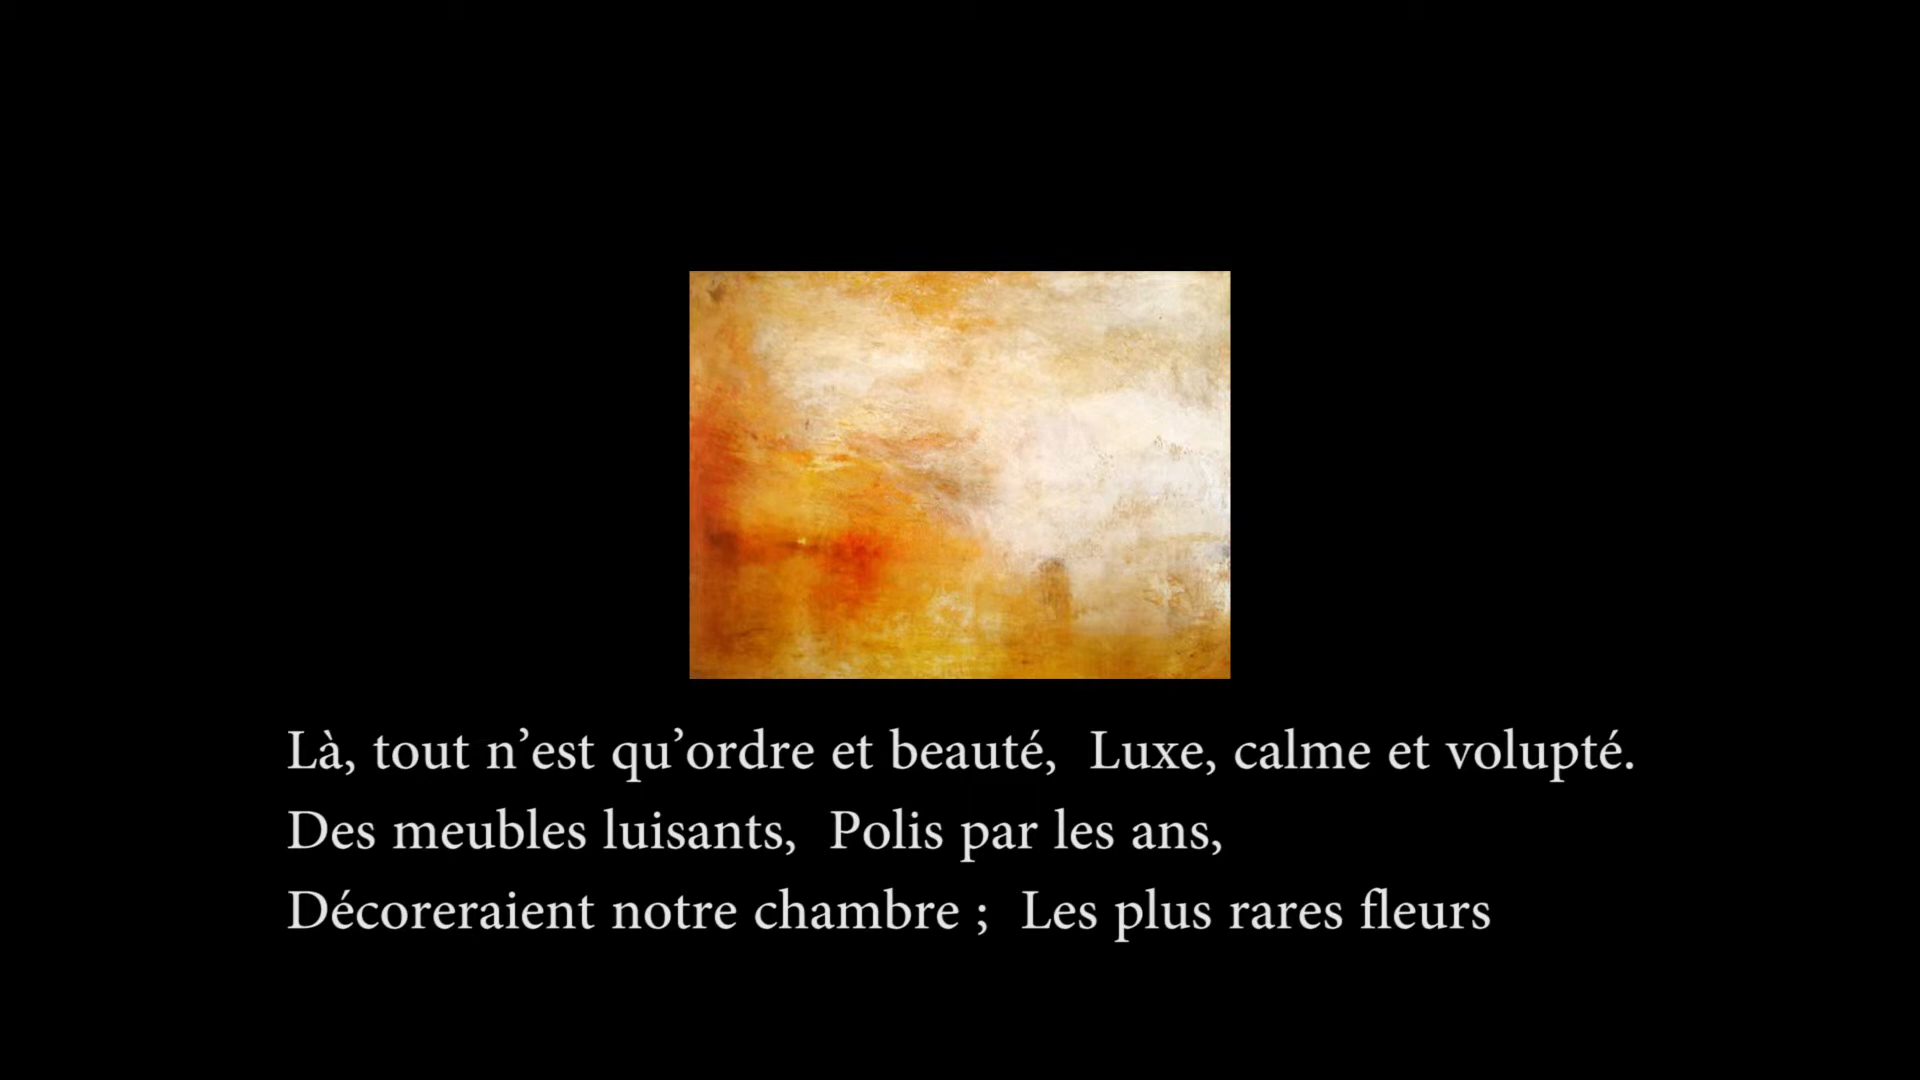 Là, tout n’est qu’ordre et beauté,  Luxe, calme et volupté.
Des meubles luisants,  Polis par les ans,
Décoreraient notre chambre ;  Les plus rares fleurs